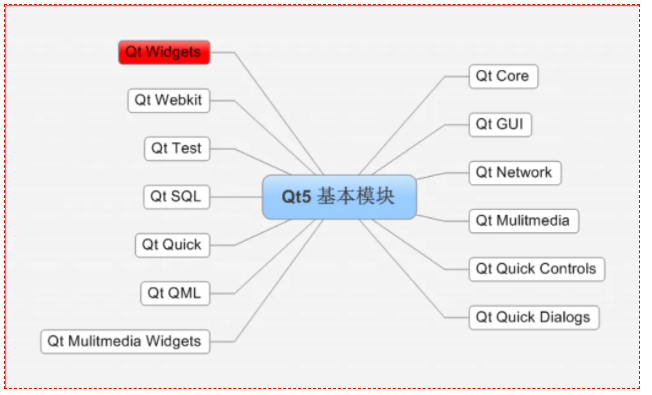 Qt5 基本模块
Qt Widgets
Qt Webkit
Qt Test
Qt SQL
Qt Quick
Qt QML
Qt Mulitmedia Widgets
Qt Core
Qt GUI
Qt Network
Qt Mulitmedia
Qt Quick Controls
Qt Quick Dialogs